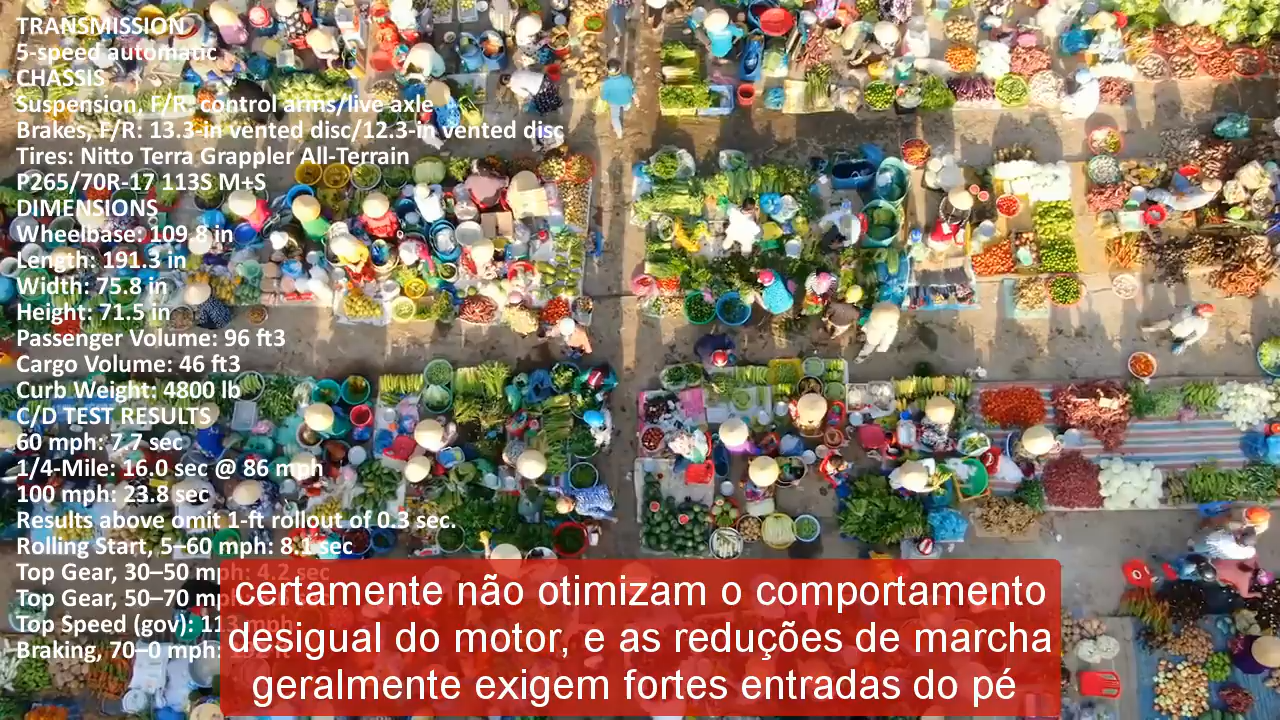 TRANSMISSION
5-speed automatic
CHASSIS
Suspension, F/R: control arms/live axle
Brakes, F/R: 13.3-in vented disc/12.3-in vented disc
Tires: Nitto Terra Grappler All-Terrain
P265/70R-17 113S M+S
DIMENSIONS
Wheelbase: 109.8 in
Length: 191.3 in
Width: 75.8 in
Height: 71.5 in
Passenger Volume: 96 ft3
Cargo Volume: 46 ft3
Curb Weight: 4800 lb
C/D TEST RESULTS
60 mph: 7.7 sec
1/4-Mile: 16.0 sec @ 86 mph
100 mph: 23.8 sec
Results above omit 1-ft rollout of 0.3 sec.
Rolling Start, 5–60 mph: 8.1 sec
Top Gear, 30–50 mph: 4.2 sec
Top Gear, 50–70 mph:
Top Speed (gov): 113 mph
Braking, 70–0 mph:
certamente não otimizam o comportamento
desigual do motor, e as reduções de marcha
geralmente exigem fortes entradas do pé